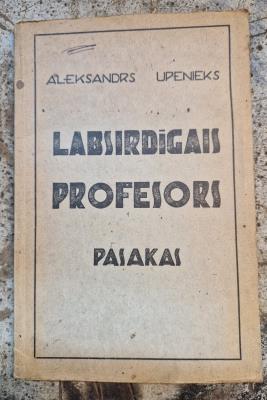 ALEKSANDRS UPENIEKS
LABSIRDĪGAIS
PROFESORS
PASAKAS